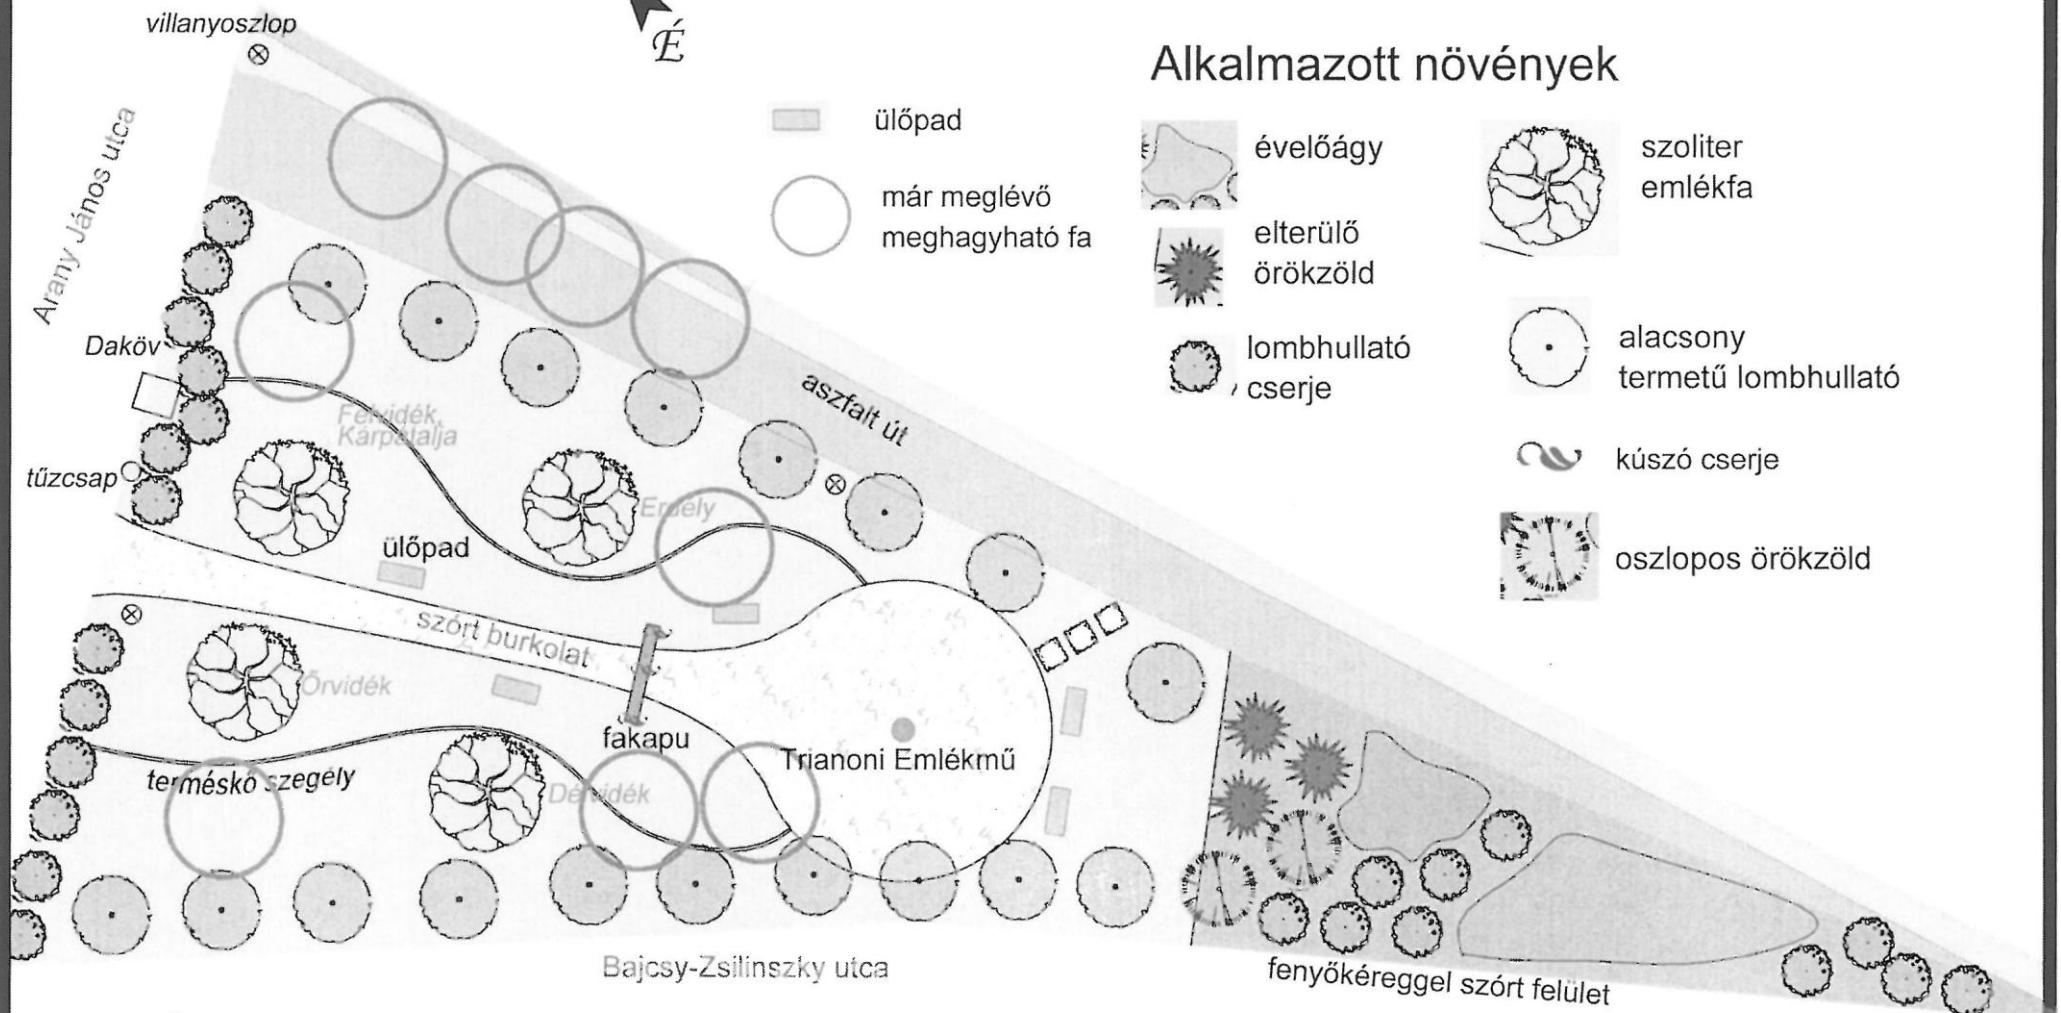 villanyoszlop
É
Alkalmazott növények
ülőpad
már meglévő
meghagyható fa
évelőágy
elterülő
örökzöld
lombhullató
cserje
szoliter
emlékfa
alacsony
termetű lombhullató
kúszó cserje
oszlopos örökzöld
Arany János utca
Daköv
tűzcsap
Felvidék,
Kárpátalja
Erdély
aszfalt út
ülőpad
szórt burkolat
Őrvidék
fakapu
Trianoni Emlékmű
terméskő szegély
Délvidék
Bajcsy-Zsilinszky utca
fenyőkéreggel szórt felület